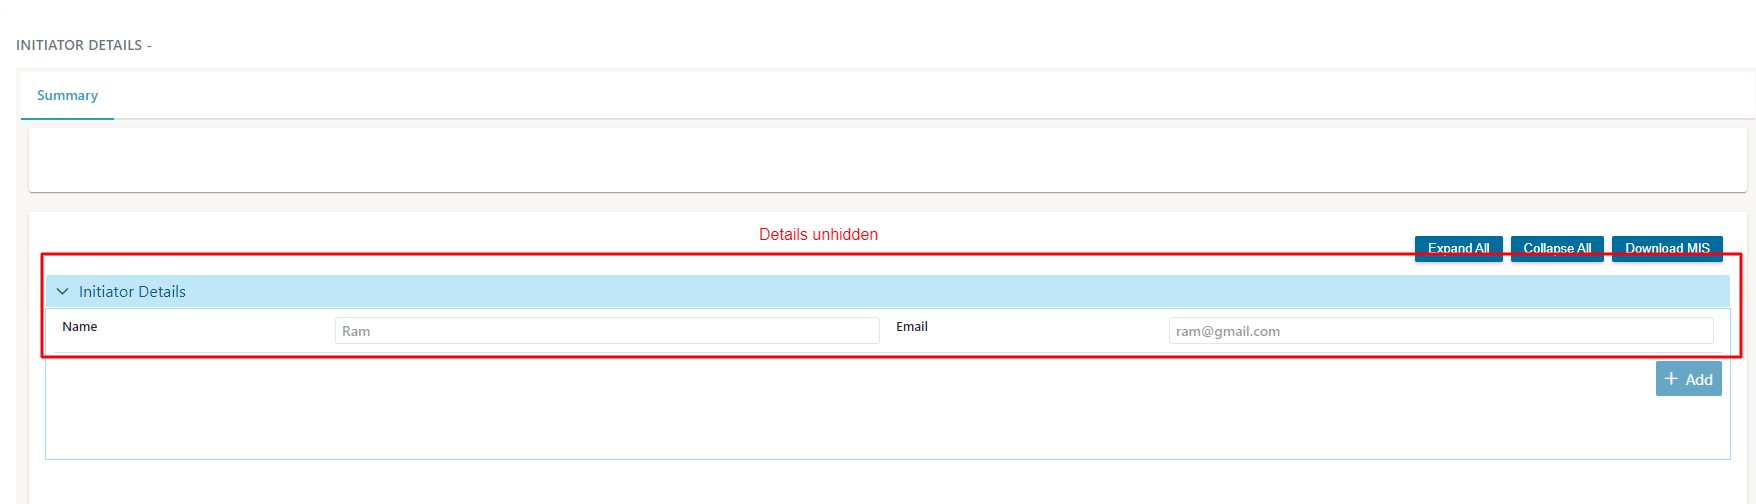 INITIATOR DETAILS -
Summary
Details unhidden
Expand All Collapse All Download MIS
Initiator Details
Name Ram Email ram@gmail.com
+ Add